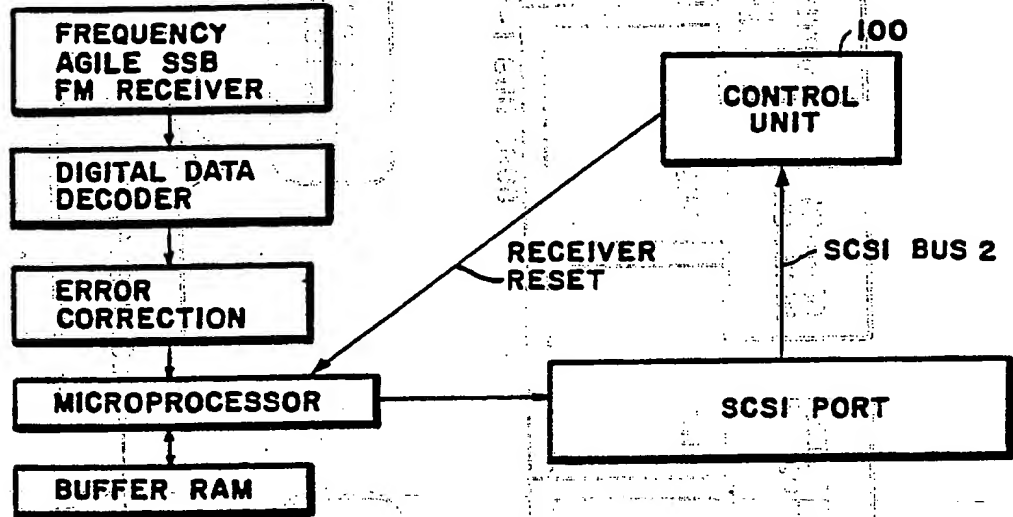 FREQUENCY
AGILE SSB
FM RECEIVER
100
CONTROL
UNIT
DIGITAL DATA
DECODER
RECEIVER
RESET
SCSI BUS 2
ERROR
CORRECTION
MICROPROCESSOR
SCSI PORT
BUFFER RAM